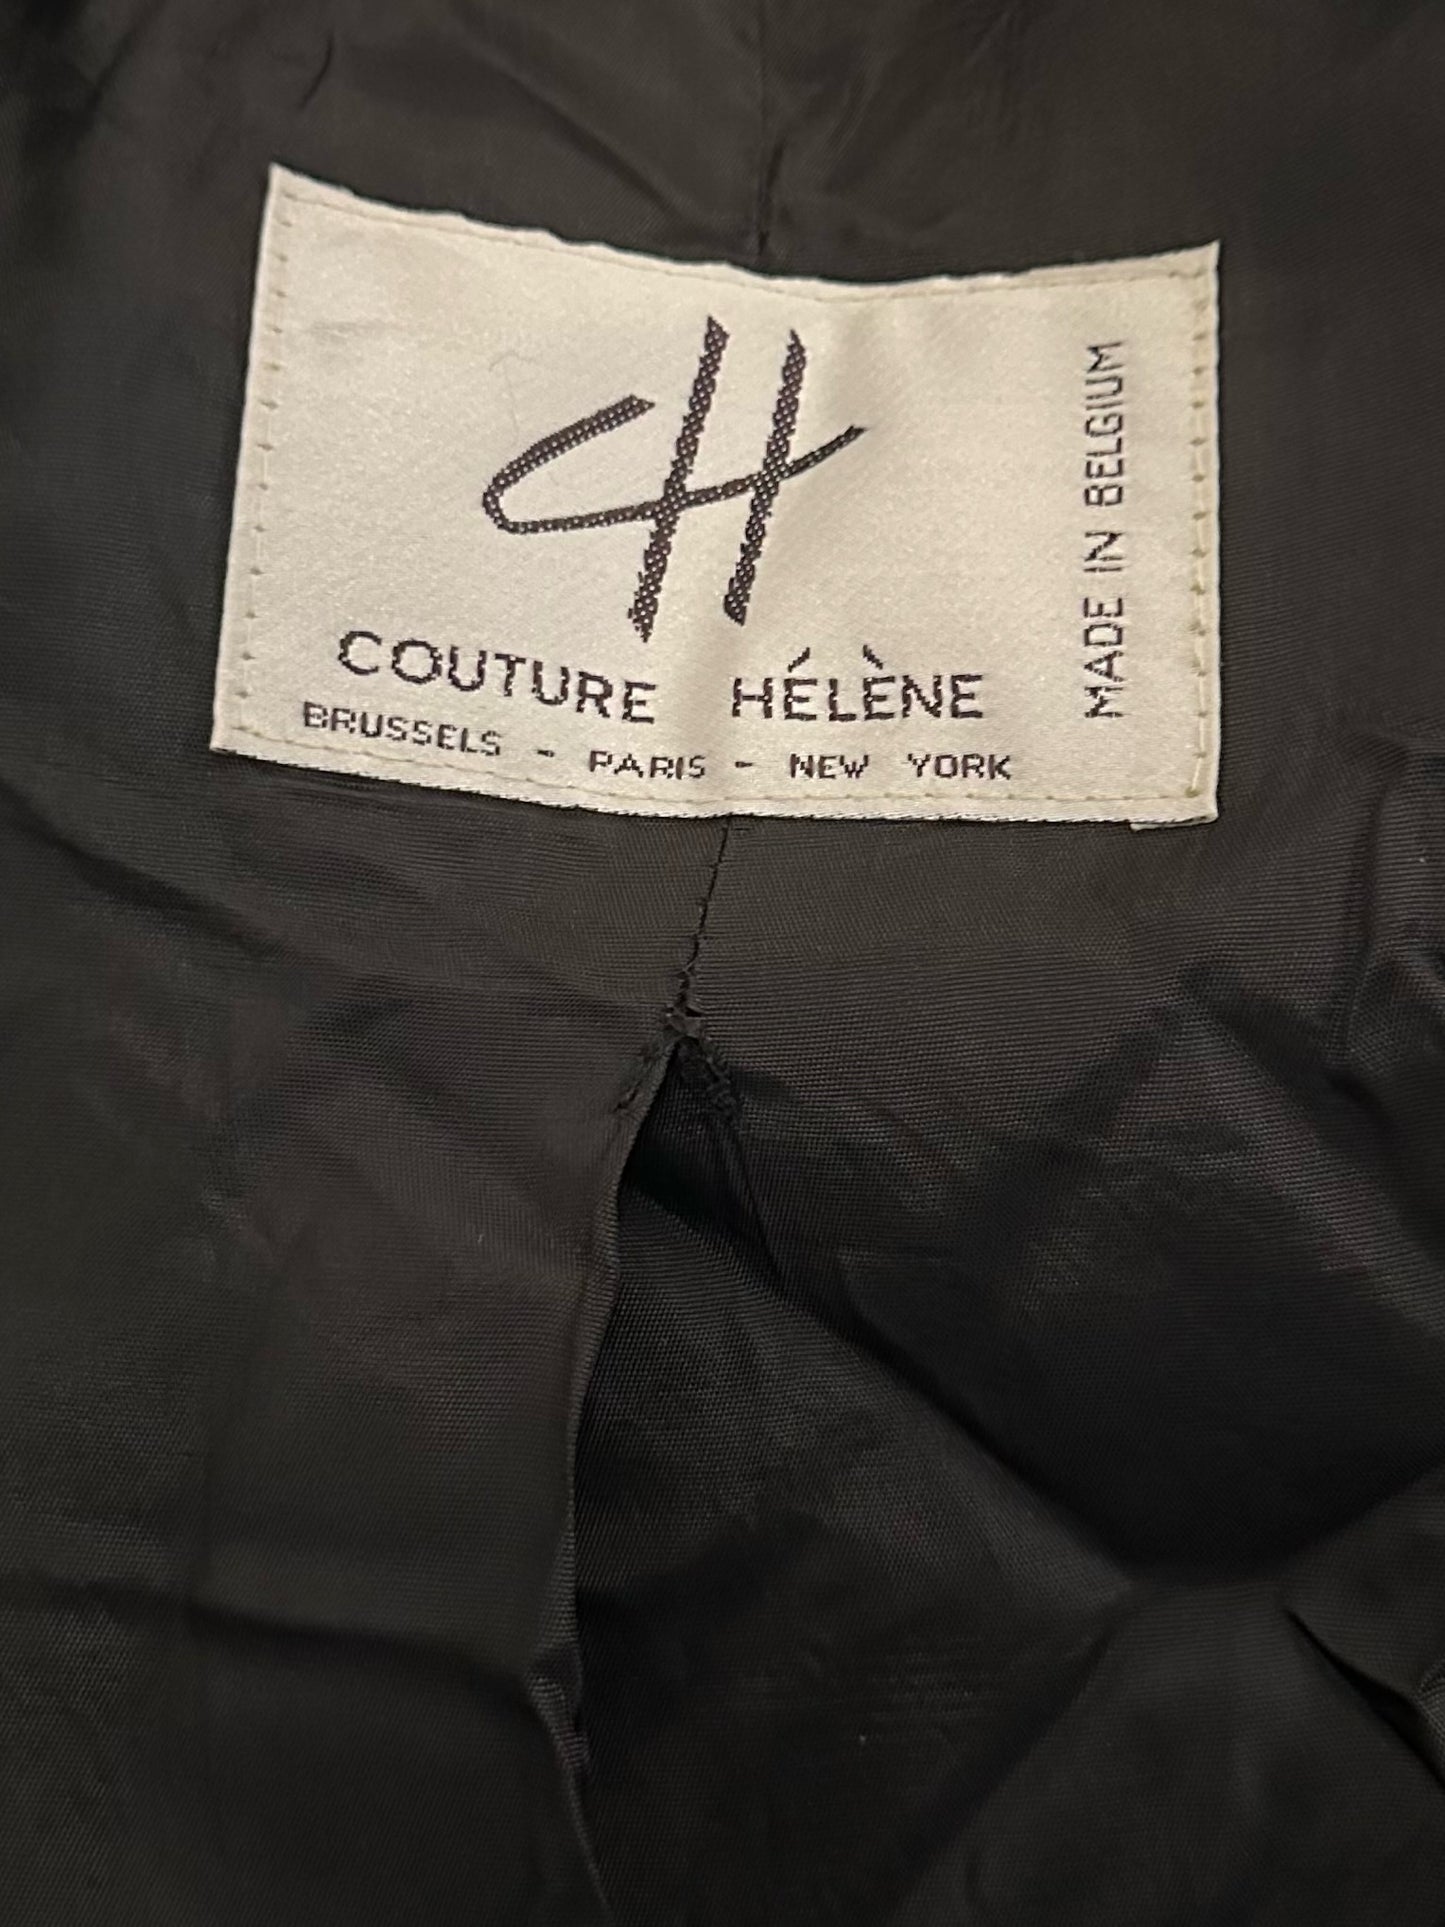 CH
COUTURE HÉLÈNE
BRUSSELS - PARIS - NEW YORK
MADE IN BELGIUM